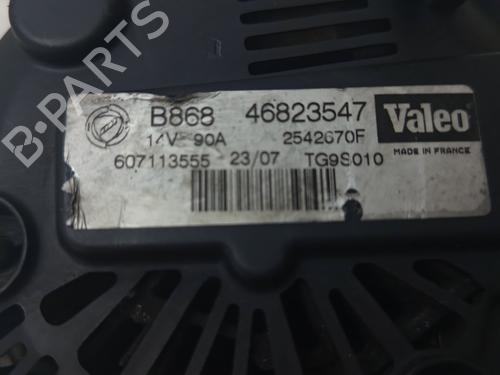 B868 46823547
14V 90A 2542670F
607113555 23/07 TG9S010
Valeo
MADE IN FRANCE
B-PARTS